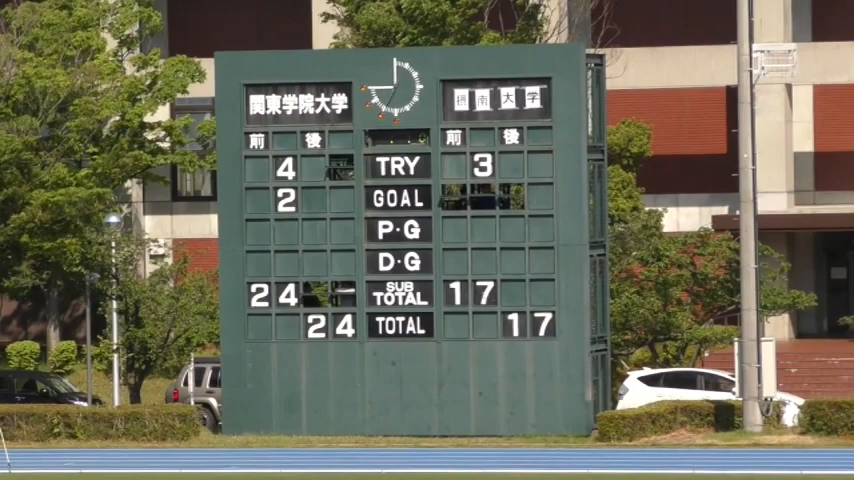 関東学院大学 摂南大学
前 後 前 後
4 TRY 3
2 GOAL
P·G
D·G
24 SUB TOTAL 17
24 TOTAL 17